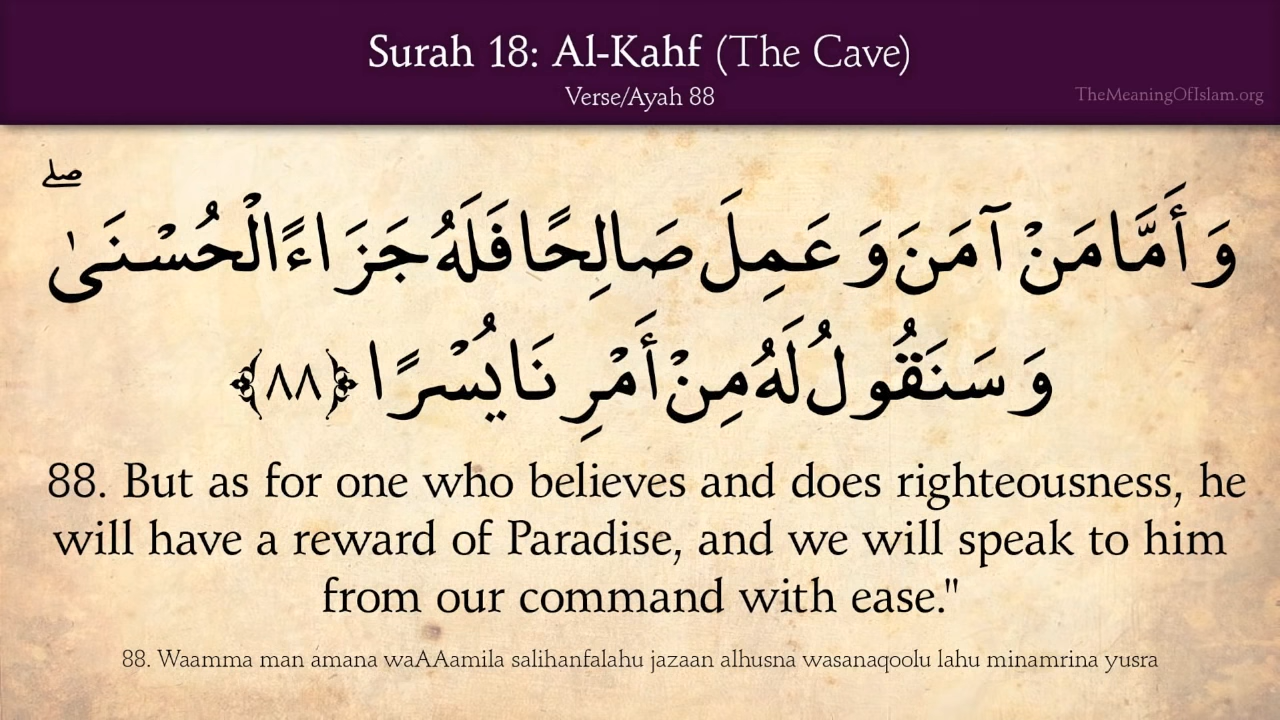 Surah 18: Al-Kahf (The Cave)
Verse/Ayah 88
TheMeaningOfIslam.org
وَأَمَّا مَنْ آمَنَ وَعَمِلَ صَالِحًا فَلَهُ جَزَاءً الْحُسْنَىٰ ۖ
وَسَنَقُولُ لَهُ مِنْ أَمْرِنَا يُسْرًا ﴿٨٨﴾
88. But as for one who believes and does righteousness, he
will have a reward of Paradise, and we will speak to him
from our command with ease."
88. Waamma man amana waAAamila salihanfalahu jazaan alhusna wasanaqoolu lahu minamrina yusra